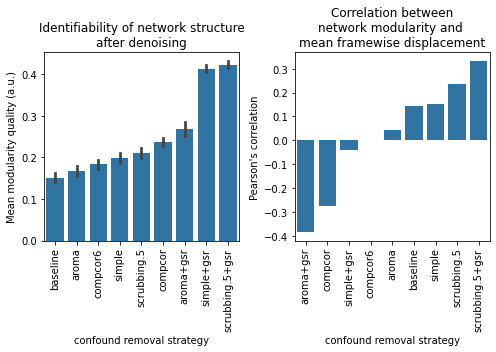 Identifiability of network structure
after denoising
Mean modularity quality (a.u.)
0.4
0.3
0.2
0.1
0.0
baseline
aroma
compcor6
simple
scrubbing.5
compcor
aroma+gsr
simple+gsr
scrubbing.5+gsr
confound removal strategy
Correlation between
network modularity and
mean framewise displacement
Pearson's correlation
0.3
0.2
0.1
0.0
−0.1
−0.2
−0.3
−0.4
aroma+gsr
compcor
simple+gsr
compcor6
aroma
baseline
simple
scrubbing.5
scrubbing.5+gsr
confound removal strategy